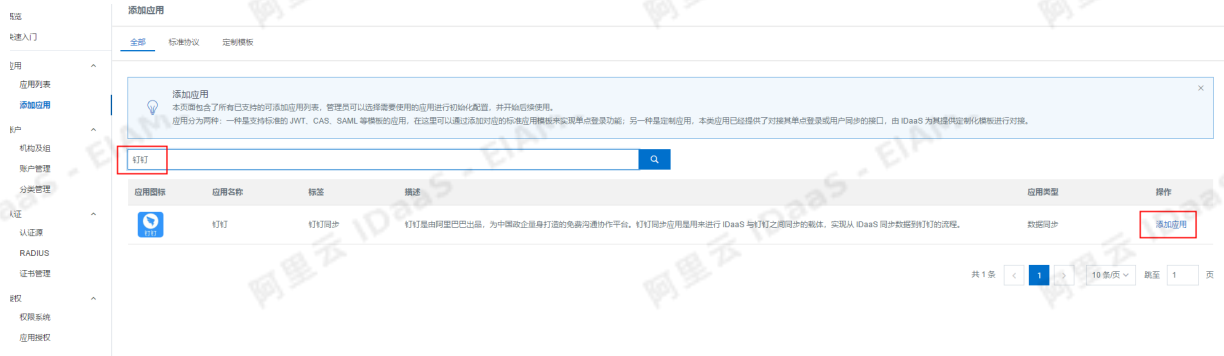 概览
快速入门
应用
应用列表
添加应用
账户
机构及组
账户管理
分类管理
认证
认证源
RADIUS
证书管理
授权
权限系统
应用授权
添加应用
全部 标准协议 定制模板
添加应用
本页面包含了所有已支持的可添加应用列表，管理员可以选择需要使用的应用进行初始化配置，并开始后续使用。
应用分为两种：一种是支持标准的 JWT、CAS、SAML 等模板的应用，在这里可以通过添加对应的标准应用模板来实现单点登录功能；另一种是定制应用，本类应用已经提供了对接其单点登录或用户同步的接口，由 IDaaS 为其提供定制化模板进行对接。
钉钉
应用图标 应用名称 标签 描述 应用类型 操作
钉钉 钉钉 钉钉同步 钉钉是由阿里巴巴出品，为中国政企量身打造的免费沟通协作平台。钉钉同步应用是用来进行 IDaaS 与钉钉之间同步的载体，实现从 IDaaS 同步数据到钉钉的流程。 数据同步 添加应用
共 1 条 < 1 > 10 条/页 跳至 1 页
阿里云 IDaaS - EIAM
阿里云 IDaaS - EIAM